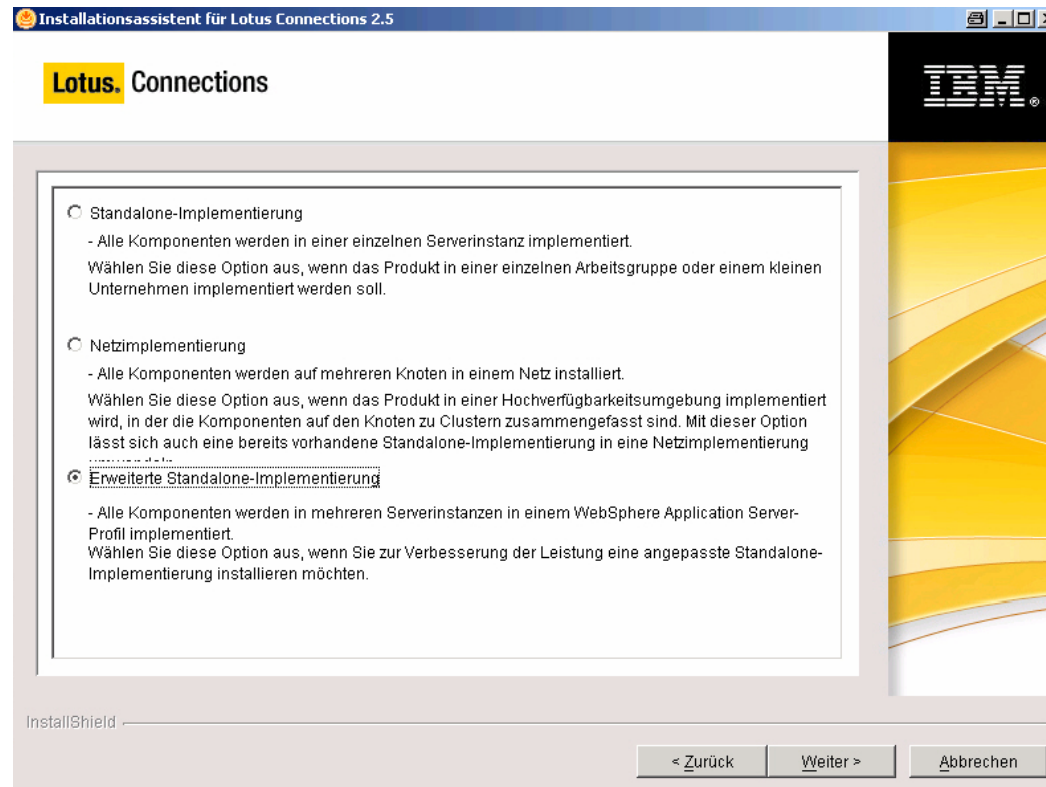 Installationsassistent für Lotus Connections 2.5
Lotus. Connections
IBM®
Standalone-Implementierung
- Alle Komponenten werden in einer einzelnen Serverinstanz implementiert.
Wählen Sie diese Option aus, wenn das Produkt in einer einzelnen Arbeitsgruppe oder einem kleinen
Unternehmen implementiert werden soll.
Netzimplementierung
- Alle Komponenten werden auf mehreren Knoten in einem Netz installiert.
Wählen Sie diese Option aus, wenn das Produkt in einer Hochverfügbarkeitsumgebung implementiert
wird, in der die Komponenten auf den Knoten zu Clustern zusammengefasst sind. Mit dieser Option
lässt sich auch eine bereits vorhandene Standalone-Implementierung in eine Netzimplementierung
Erweiterte Standalone-Implementierung
- Alle Komponenten werden in mehreren Serverinstanzen in einem WebSphere Application Server-
Profil implementiert.
Wählen Sie diese Option aus, wenn Sie zur Verbesserung der Leistung eine angepasste Standalone-
Implementierung installieren möchten.
InstallShield
< Zurück
Weiter >
Abbrechen